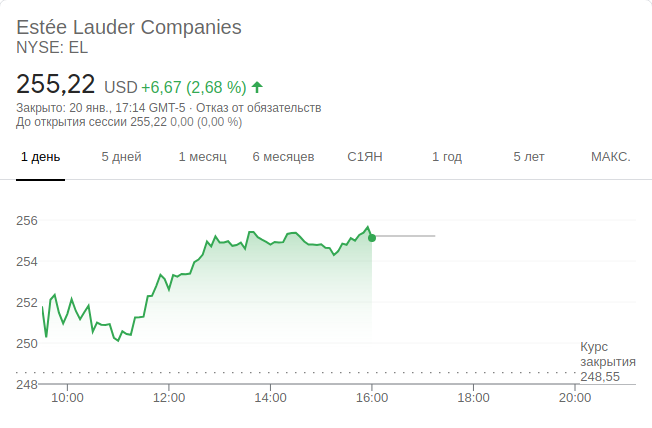 Estée Lauder Companies
NYSE: EL
255,22 USD +6,67 (2,68 %)
Закрыто: 20 янв., 17:14 GMT-5 · Отказ от обязательств
До открытия сессии 255,22 0,00 (0,00 %)
1 день 5 дней 1 месяц 6 месяцев С1ЯН 1 год 5 лет МАКС.
256
254
252
250
248
Курс
закрытия
248,55
10:00 12:00 14:00 16:00 18:00 20:00